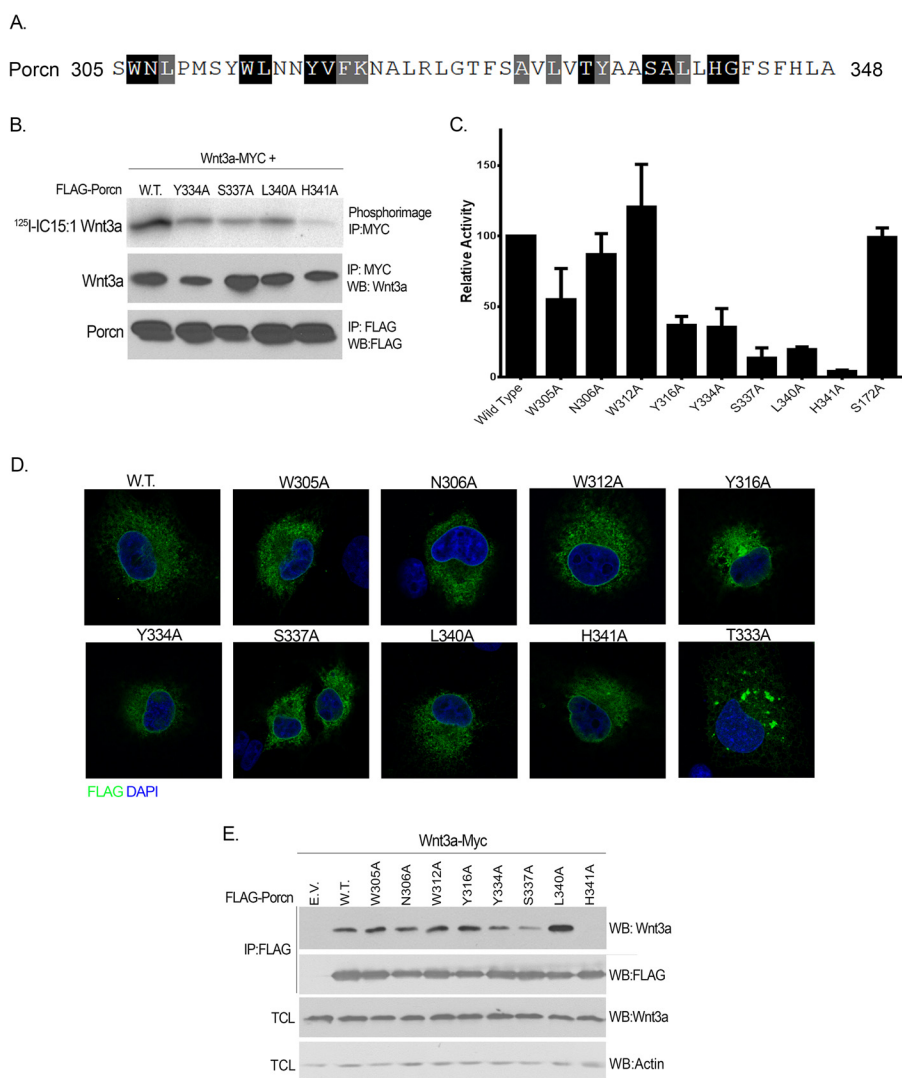 A.
Porcn 305 SWNLPMSYWLNNYVFKNALRLGTFSAVLVTYAASALLHGFSFHLA 348
B.
Wnt3a-MYC +
FLAG-Porcn W.T. Y334A S337A L340A H341A
125I-IC15:1 Wnt3a
Phosphorimage
IP:MYC
Wnt3a
IP: MYC
WB: Wnt3a
Porcn
IP: FLAG
WB:FLAG
C.
Relative Activity
150
100
50
0
Wild Type W305A N306A W312A Y316A Y334A S337A L340A H341A S172A
D.
W.T. W305A N306A W312A Y316A
Y334A S337A L340A H341A T333A
FLAG DAPI
E.
Wnt3a-Myc
FLAG-Porcn E.V. W.T. W305A N306A W312A Y316A Y334A S337A L340A H341A
IP:FLAG
WB: Wnt3a
WB:FLAG
TCL WB:Wnt3a
TCL WB:Actin